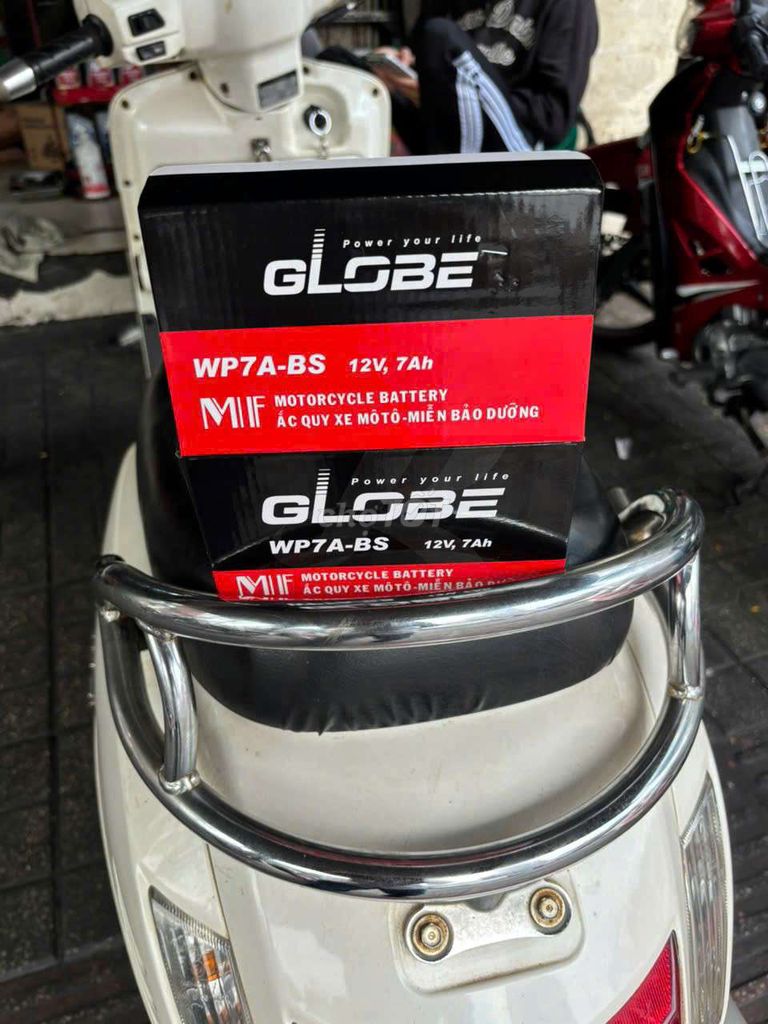 Power your life
GLOBE
WP7A-BS 12V, 7Ah
MF MOTORCYCLE BATTERY
ẮC QUY XE MÔTÔ-MIỄN BẢO DƯỠNG
Power your life
GLOBE
chợTỐT
WP7A-BS 12V, 7Ah
MF MOTORCYCLE BATTERY
ẮC QUY XE MÔTÔ-MIỄN BẢO DƯỠNG